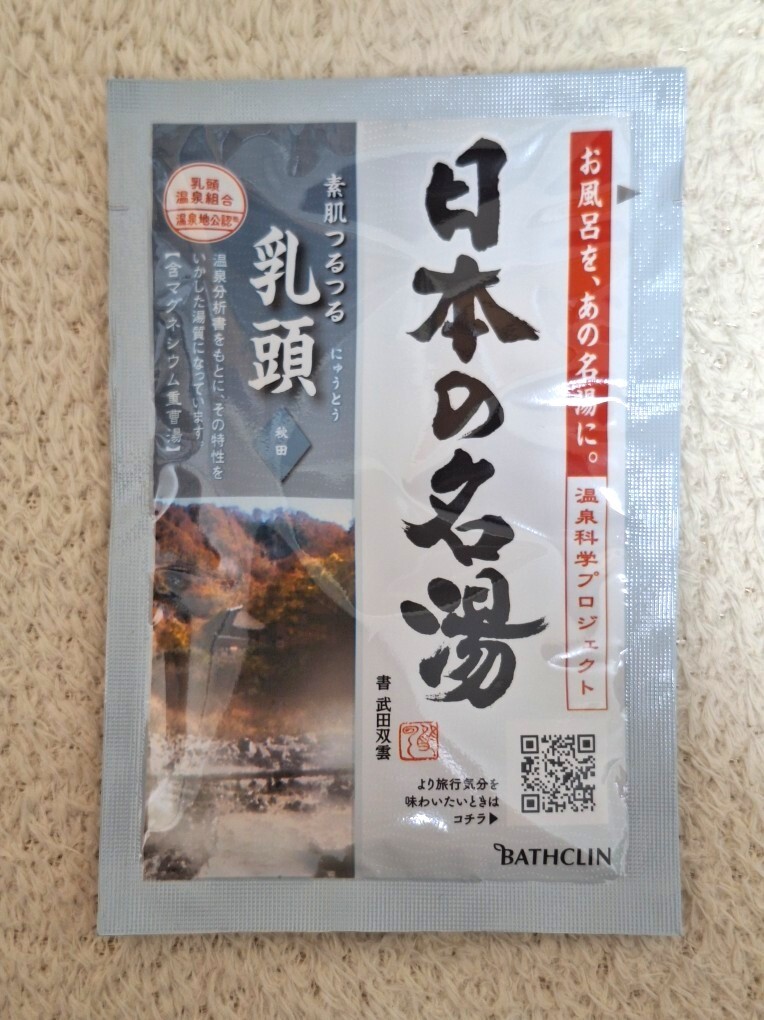 お風呂を、あの名湯に。
温泉科学プロジェクト
日本の名湯
書 武田双雲
素肌つるつる
にゅうとう
乳頭
秋田
乳頭
温泉組合
温泉地公認
温泉分析書をもとに、その特性を
いかした湯質になっています。
【含マグネシウム重曹湯】
より旅行気分を
味わいたいときは
コチラ▶
BATHCLIN